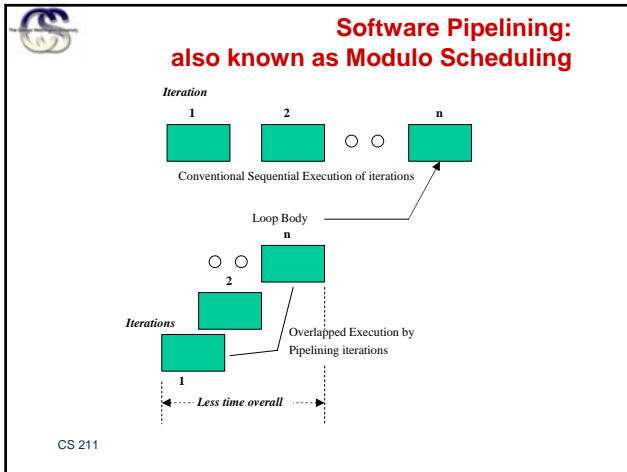 Software Pipelining:
also known as Modulo Scheduling
Iteration
1 2 n
Conventional Sequential Execution of iterations
Loop Body
n
2
Iterations
Overlapped Execution by
Pipelining iterations
1
Less time overall
CS 211